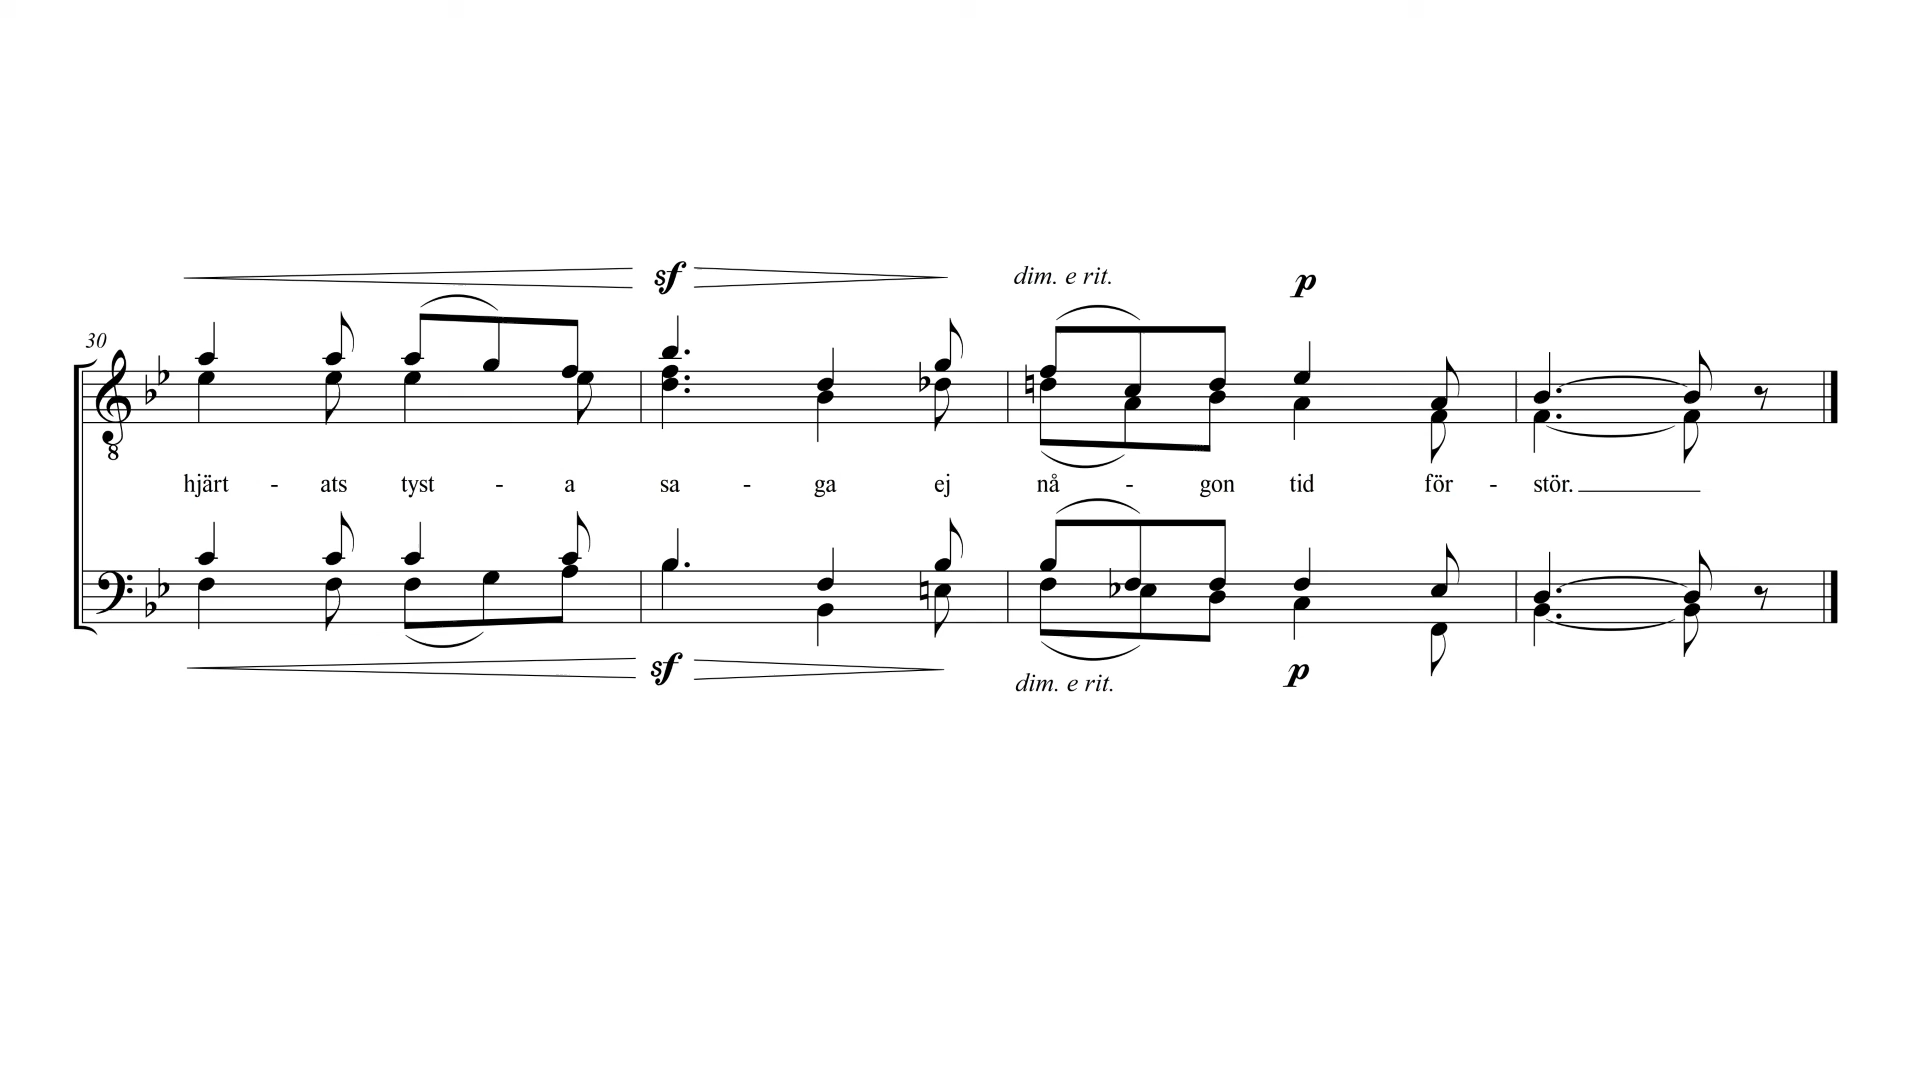 sf dim. e rit. p
30
8
hjärt - ats tyst - a sa - ga ej nå - gon tid för - stör.
sf dim. e rit. p